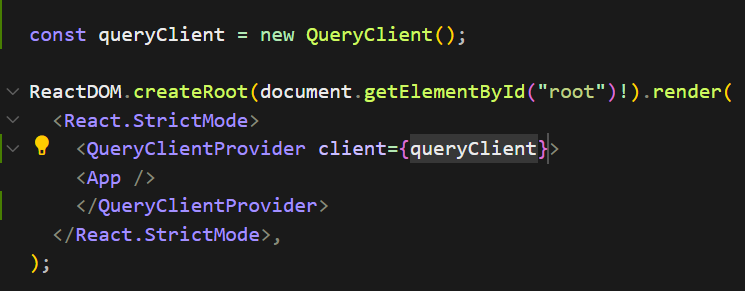 const queryClient = new QueryClient();
ReactDOM.createRoot(document.getElementById("root")!).render(
<React.StrictMode>
<QueryClientProvider client={queryClient}>
<App />
</QueryClientProvider>
</React.StrictMode>,
);